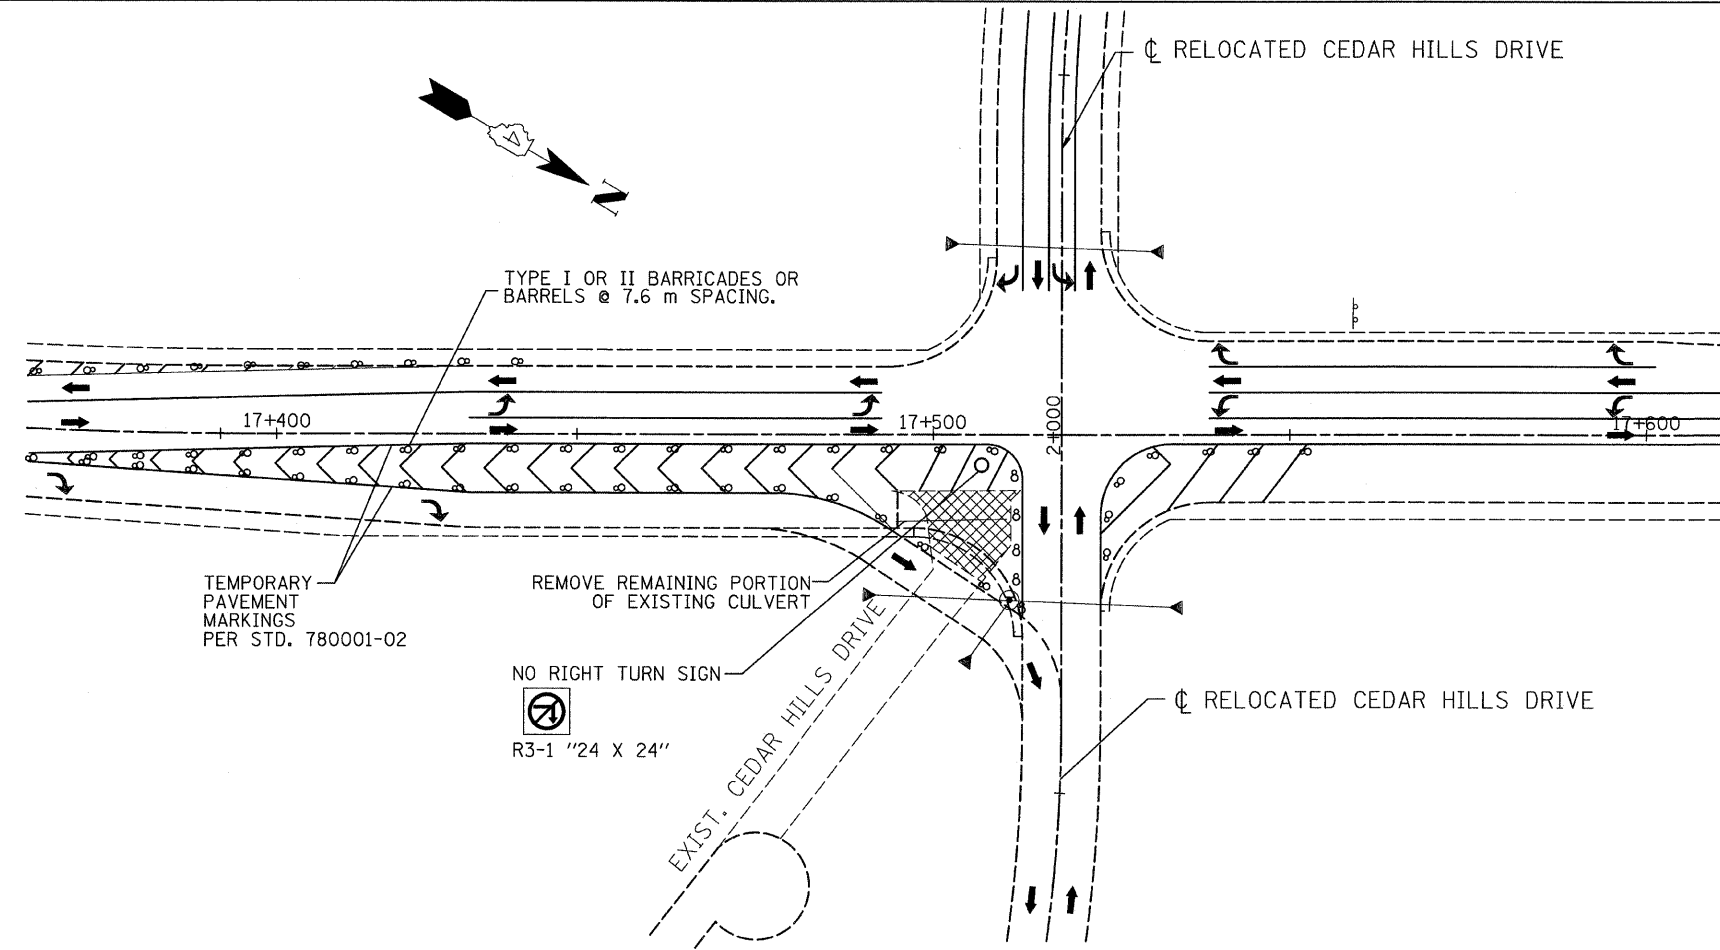 ℄ RELOCATED CEDAR HILLS DRIVE
N
TYPE I OR II BARRICADES OR
BARRELS @ 7.6 m SPACING.
17+400
17+500
2+000
17+600
TEMPORARY
PAVEMENT
MARKINGS
PER STD. 780001-02
REMOVE REMAINING PORTION
OF EXISTING CULVERT
NO RIGHT TURN SIGN
R3-1 "24 X 24"
EXIST. CEDAR HILLS DRIVE
℄ RELOCATED CEDAR HILLS DRIVE